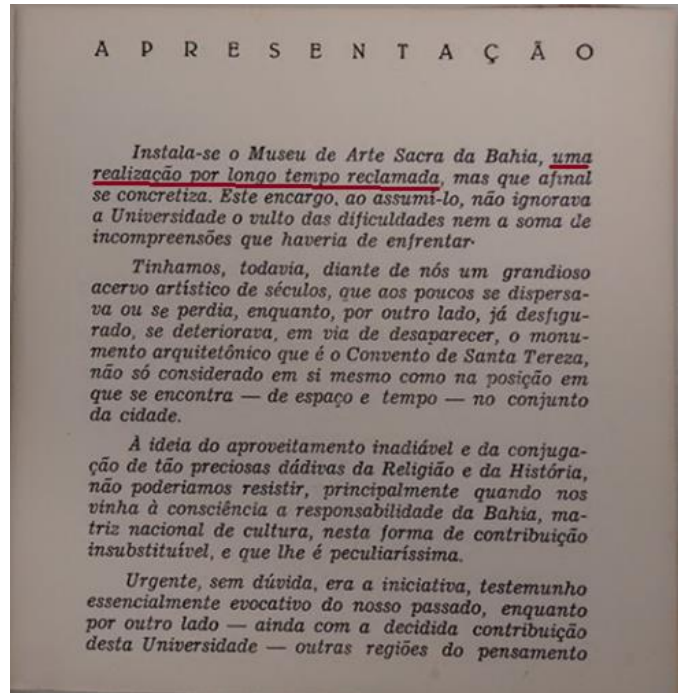 APRESENTAÇÃO
Instala-se o Museu de Arte Sacra da Bahia, uma
realização por longo tempo reclamada, mas que afinal
se concretiza. Este encargo, ao assumí-lo, não ignorava
a Universidade o vulto das dificuldades nem a soma de
incompreensões que haveria de enfrentar.
Tinhamos, todavia, diante de nós um grandioso
acervo artístico de séculos, que aos poucos se dispersa-
va ou se perdia, enquanto, por outro lado, já desfigu-
rado, se deteriorava, em via de desaparecer, o monu-
mento arquitetônico que é o Convento de Santa Tereza,
não só considerado em si mesmo como na posição em
que se encontra — de espaço e tempo — no conjunto
da cidade.
À ideia do aproveitamento inadiável e da conjuga-
ção de tão preciosas dádivas da Religião e da História,
não poderiamos resistir, principalmente quando nos
vinha à consciência a responsabilidade da Bahia, ma-
triz nacional de cultura, nesta forma de contribuição
insubstituível, e que lhe é peculiaríssima.
Urgente, sem dúvida, era a iniciativa, testemunho
essencialmente evocativo do nosso passado, enquanto
por outro lado — ainda com a decidida contribuição
desta Universidade — outras regiões do pensamento